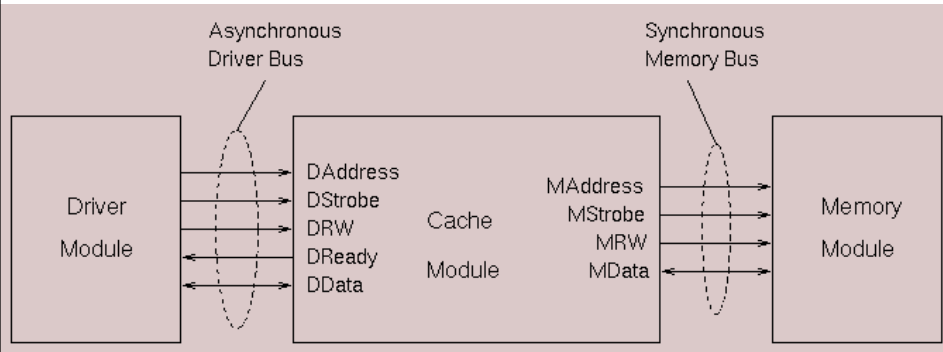 Asynchronous
Driver Bus
Synchronous
Memory Bus
Driver
Module
DAddress
DStrobe
DRW
DReady
DData
Cache
Module
MAddress
MStrobe
MRW
MData
Memory
Module